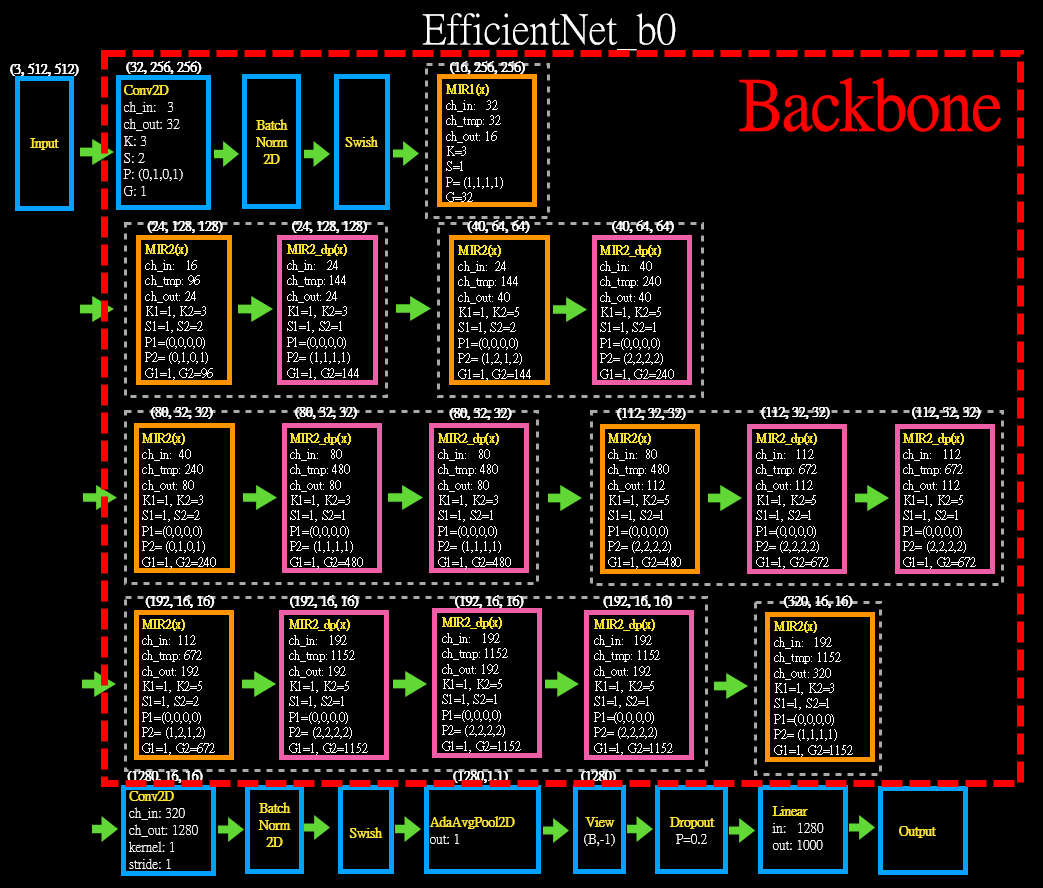 EfficientNet_b0
Backbone
(3, 512, 512)
Input
(32, 256, 256)
Conv2D
ch_in: 3
ch_out: 32
K: 3
S: 2
P: (0,1,0,1)
G: 1
Batch
Norm
2D
Swish
(16, 256, 256)
MIR1(x)
ch_in: 32
ch_tmp: 32
ch_out: 16
K=3
S=1
P= (1,1,1,1)
G=32
(24, 128, 128)
MIR2(x)
ch_in: 16
ch_tmp: 96
ch_out: 24
K1=1, K2=3
S1=1, S2=2
P1=(0,0,0,0)
P2= (0,1,0,1)
G1=1, G2=96
(24, 128, 128)
MIR2_dp(x)
ch_in: 24
ch_tmp: 144
ch_out: 24
K1=1, K2=3
S1=1, S2=1
P1=(0,0,0,0)
P2= (1,1,1,1)
G1=1, G2=144
(40, 64, 64)
MIR2(x)
ch_in: 24
ch_tmp: 144
ch_out: 40
K1=1, K2=5
S1=1, S2=2
P1=(0,0,0,0)
P2= (1,2,1,2)
G1=1, G2=144
(40, 64, 64)
MIR2_dp(x)
ch_in: 40
ch_tmp: 240
ch_out: 40
K1=1, K2=5
S1=1, S2=1
P1=(0,0,0,0)
P2= (2,2,2,2)
G1=1, G2=240
(80, 32, 32)
MIR2(x)
ch_in: 40
ch_tmp: 240
ch_out: 80
K1=1, K2=3
S1=1, S2=2
P1=(0,0,0,0)
P2= (0,1,0,1)
G1=1, G2=240
(80, 32, 32)
MIR2_dp(x)
ch_in: 80
ch_tmp: 480
ch_out: 80
K1=1, K2=3
S1=1, S2=1
P1=(0,0,0,0)
P2= (1,1,1,1)
G1=1, G2=480
(80, 32, 32)
MIR2_dp(x)
ch_in: 80
ch_tmp: 480
ch_out: 80
K1=1, K2=3
S1=1, S2=1
P1=(0,0,0,0)
P2= (1,1,1,1)
G1=1, G2=480
(112, 32, 32)
MIR2(x)
ch_in: 80
ch_tmp: 480
ch_out: 112
K1=1, K2=5
S1=1, S2=1
P1=(0,0,0,0)
P2= (2,2,2,2)
G1=1, G2=480
(112, 32, 32)
MIR2_dp(x)
ch_in: 112
ch_tmp: 672
ch_out: 112
K1=1, K2=5
S1=1, S2=1
P1=(0,0,0,0)
P2= (2,2,2,2)
G1=1, G2=672
(112, 32, 32)
MIR2_dp(x)
ch_in: 112
ch_tmp: 672
ch_out: 112
K1=1, K2=5
S1=1, S2=1
P1=(0,0,0,0)
P2= (2,2,2,2)
G1=1, G2=672
(192, 16, 16)
MIR2(x)
ch_in: 112
ch_tmp: 672
ch_out: 192
K1=1, K2=5
S1=1, S2=2
P1=(0,0,0,0)
P2= (1,2,1,2)
G1=1, G2=672
(192, 16, 16)
MIR2_dp(x)
ch_in: 192
ch_tmp: 1152
ch_out: 192
K1=1, K2=5
S1=1, S2=1
P1=(0,0,0,0)
P2= (2,2,2,2)
G1=1, G2=1152
(192, 16, 16)
MIR2_dp(x)
ch_in: 192
ch_tmp: 1152
ch_out: 192
K1=1, K2=5
S1=1, S2=1
P1=(0,0,0,0)
P2= (2,2,2,2)
G1=1, G2=1152
(192, 16, 16)
MIR2_dp(x)
ch_in: 192
ch_tmp: 1152
ch_out: 192
K1=1, K2=5
S1=1, S2=1
P1=(0,0,0,0)
P2= (2,2,2,2)
G1=1, G2=1152
(320, 16, 16)
MIR2(x)
ch_in: 192
ch_tmp: 1152
ch_out: 320
K1=1, K2=3
S1=1, S2=1
P1=(0,0,0,0)
P2= (1,1,1,1)
G1=1, G2=1152
(1280, 16, 16)
Conv2D
ch_in: 320
ch_out: 1280
kernel: 1
stride: 1
Batch
Norm
2D
Swish
(1280,1,1)
AdaAvgPool2D
out: 1
(1280)
View
(B,-1)
Dropout
P=0.2
Linear
in: 1280
out: 1000
Output